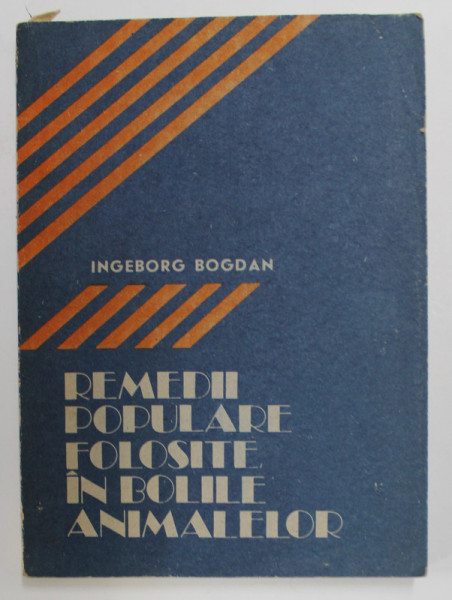 INGEBORG BOGDAN
REMEDII
POPULARE
FOLOSITE
ÎN BOLILE
ANIMALELOR